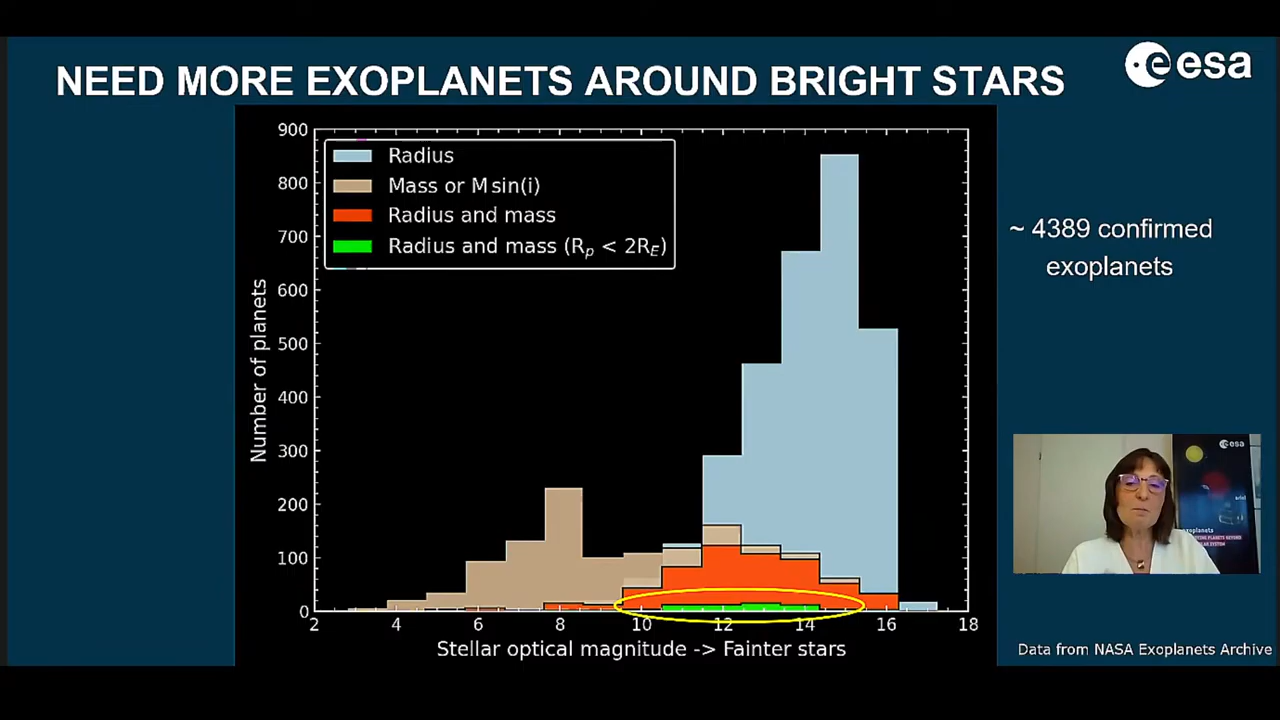 NEED MORE EXOPLANETS AROUND BRIGHT STARS
esa
Radius
Mass or M sin(i)
Radius and mass
Radius and mass (Rp < 2RE)
900
800
700
600
500
400
300
200
100
0
Number of planets
2 4 6 8 10 12 14 16 18
Stellar optical magnitude -> Fainter stars
~ 4389 confirmed
exoplanets
esa
exoplanets
Data from NASA Exoplanets Archive